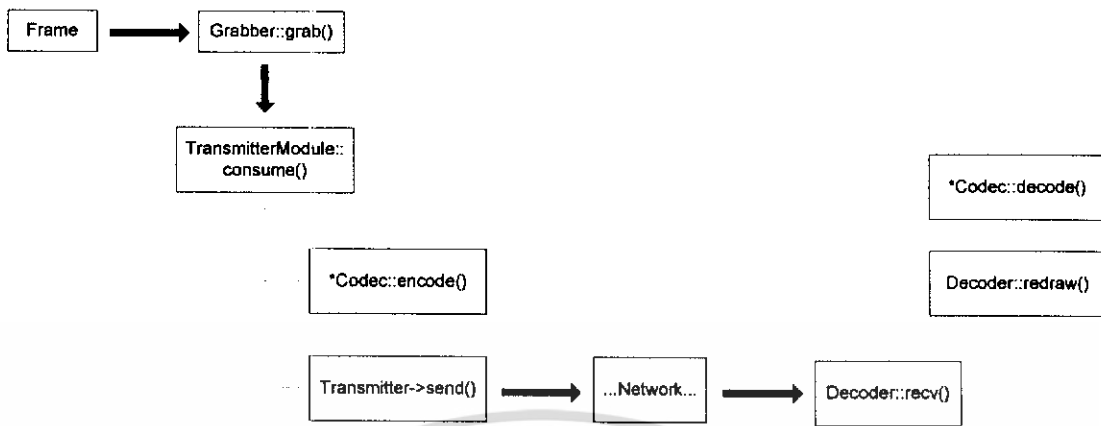 Frame
Grabber::grab()
TransmitterModule::
consume()
*Codec::decode()
*Codec::encode()
Decoder::redraw()
Transmitter->send()
...Network...
Decoder::recv()